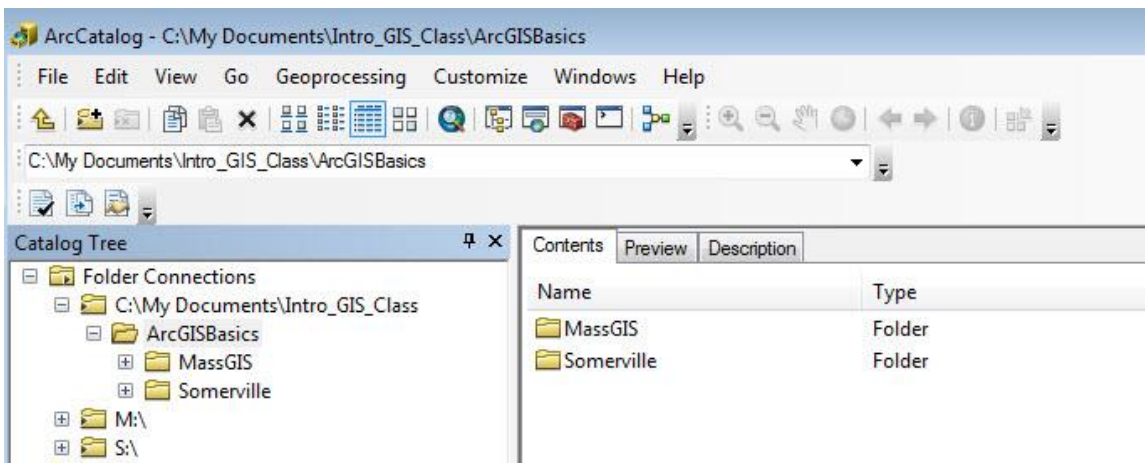 ArcCatalog - C:\My Documents\Intro_GIS_Class\ArcGISBasics
File Edit View Go Geoprocessing Customize Windows Help
C:\My Documents\Intro_GIS_Class\ArcGISBasics
Catalog Tree
Folder Connections
C:\My Documents\Intro_GIS_Class
ArcGISBasics
MassGIS
Somerville
M:\
S:\
Contents Preview Description
Name Type
MassGIS Folder
Somerville Folder